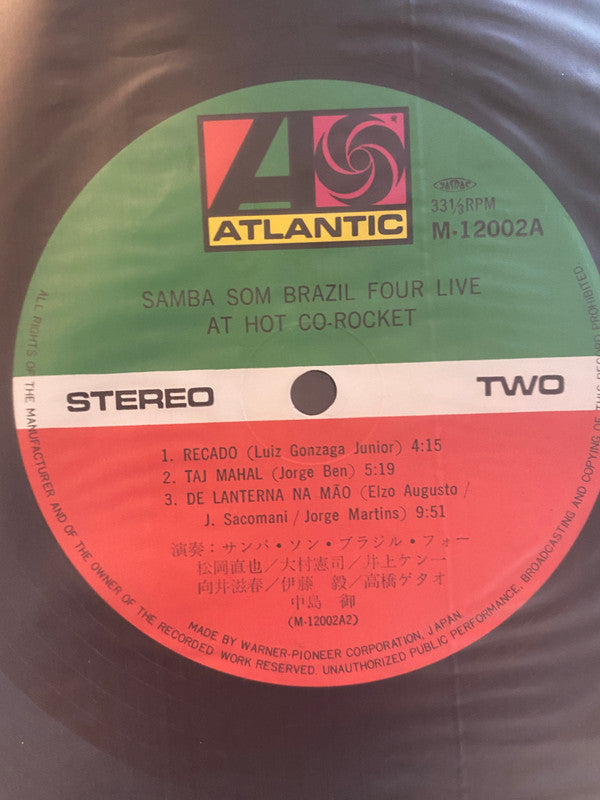 ATLANTIC
®
JASRAC
33⅓RPM
M-12002A
SAMBA SOM BRAZIL FOUR LIVE
AT HOT CO-ROCKET
STEREO
TWO
1. RECADO (Luiz Gonzaga Junior) 4:15
2. TAJ MAHAL (Jorge Ben) 5:19
3. DE LANTERNA NA MÃO (Elzo Augusto /
J. Sacomani / Jorge Martins) 9:51
演奏：サンバ・ソン・ブラジル・フォー
松岡直也／大村憲司／井上ケン一
向井滋春／伊藤 毅／高橋ゲタオ
中島 御
(M-12002A2)
MADE BY WARNER-PIONEER CORPORATION, JAPAN.
ALL RIGHTS OF THE MANUFACTURER AND OF THE OWNER OF THE RECORDED WORK RESERVED. UNAUTHORIZED PUBLIC PERFORMANCE, BROADCASTING AND COPYING OF THIS RECORD PROHIBITED.